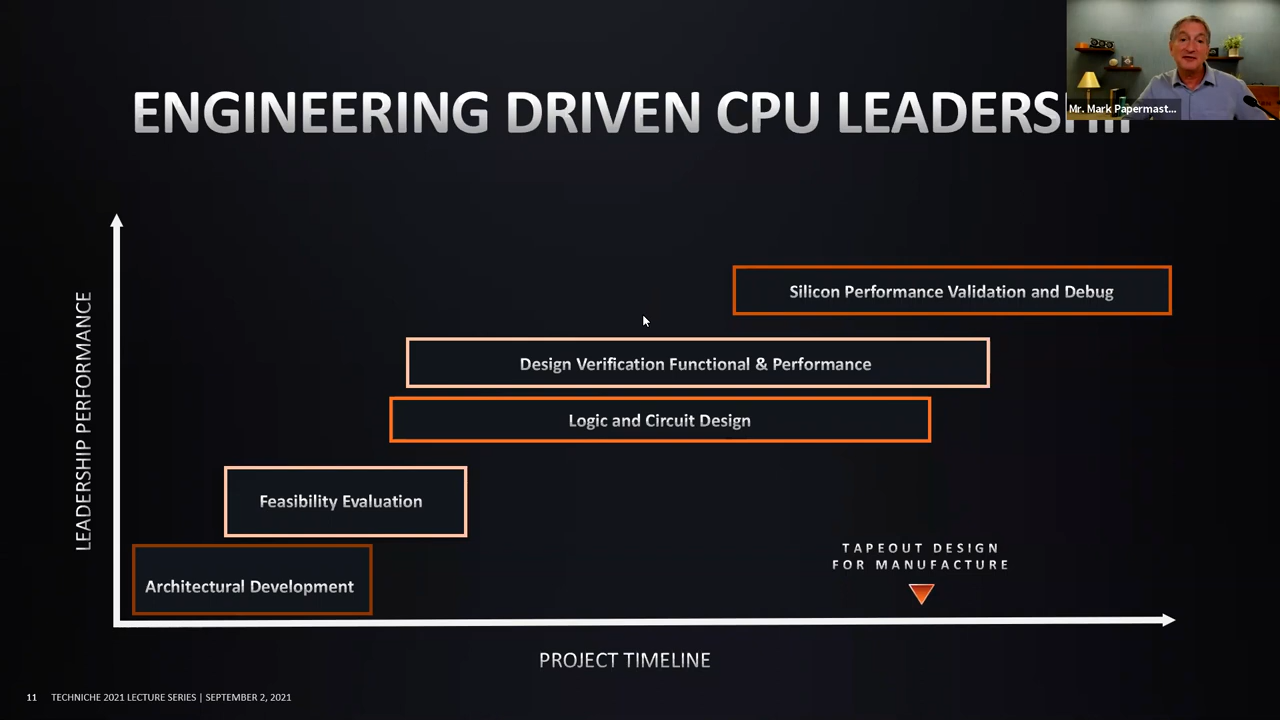 ENGINEERING DRIVEN CPU LEADERSHIP
Mr. Mark Papermast...
Silicon Performance Validation and Debug
Design Verification Functional & Performance
Logic and Circuit Design
Feasibility Evaluation
Architectural Development
LEADERSHIP PERFORMANCE
TAPEOUT DESIGN
FOR MANUFACTURE
PROJECT TIMELINE
11 TECHNICHE 2021 LECTURE SERIES | SEPTEMBER 2, 2021